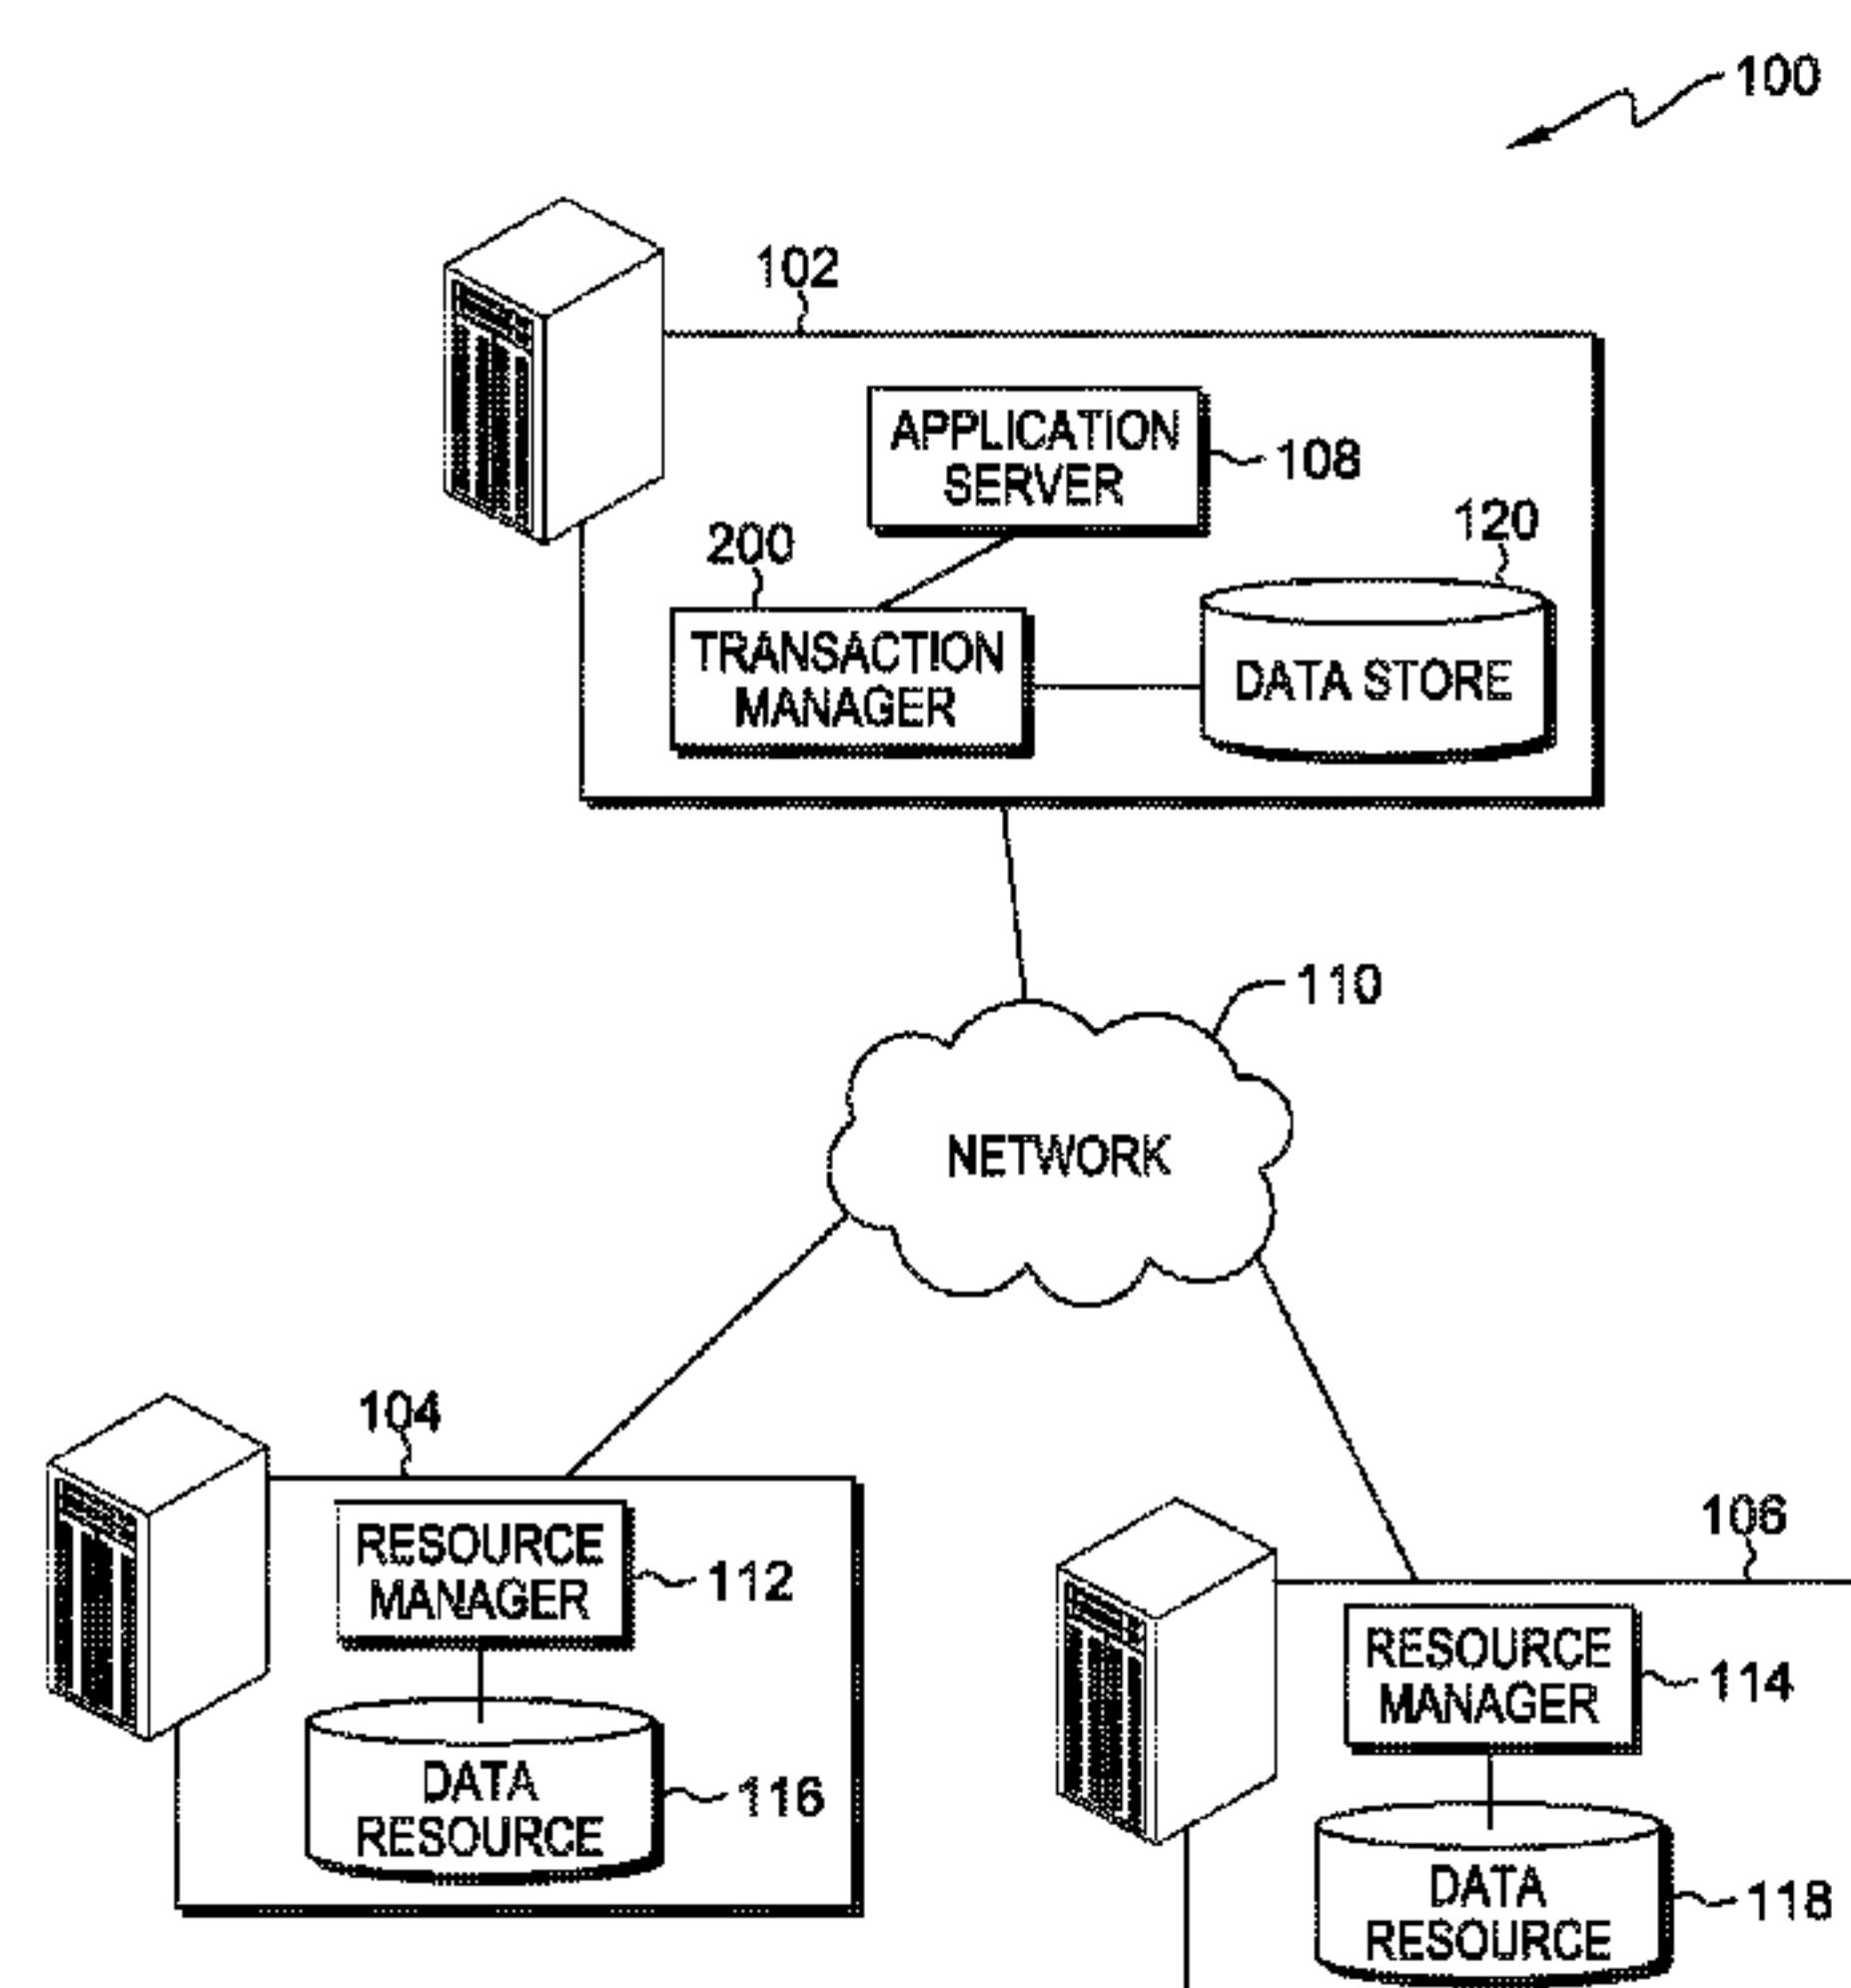 100
102
APPLICATION
SERVER
108
200
120
TRANSACTION
MANAGER
DATA STORE
110
NETWORK
104
RESOURCE
MANAGER
112
DATA
RESOURCE
116
106
RESOURCE
MANAGER
114
DATA
RESOURCE
118